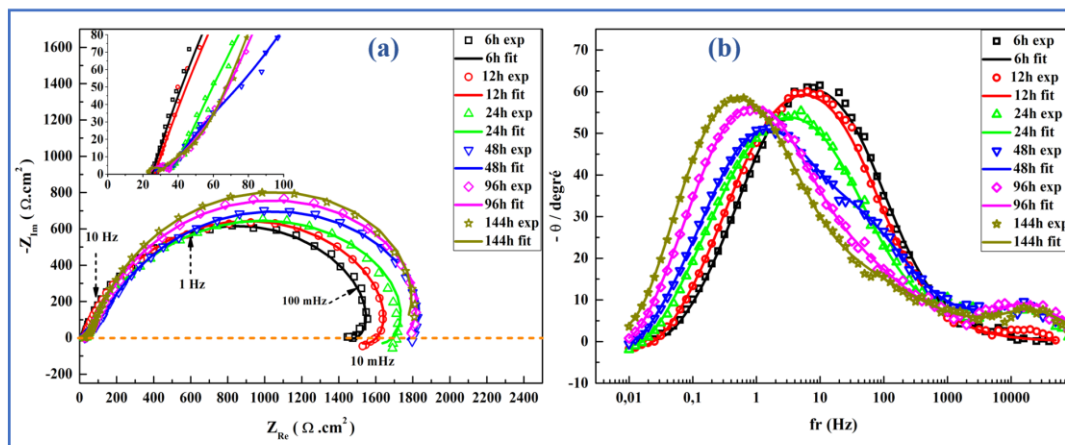 (a)
-Z_Im ( Ω.cm²)
1600
1400
1200
1000
800
600
400
200
0
-200
80
70
60
50
40
30
20
10
0
20
40
60
80
100
6h exp
6h fit
12h exp
12h fit
24h exp
24h fit
48h exp
48h fit
96h exp
96h fit
144h exp
144h fit
10 Hz
1 Hz
100 mHz
10 mHz
0 200 400 600 800 1000 1400 1800 2200
Z_Re ( Ω .cm²)
(b)
- θ / degré
70
60
50
40
30
20
10
0
-10
6h exp
6h fit
12h exp
12h fit
24h exp
24h fit
48h exp
48h fit
96h exp
96h fit
144h exp
144h fit
0,01 0,1 1 10 100 1000 10000
fr (Hz)